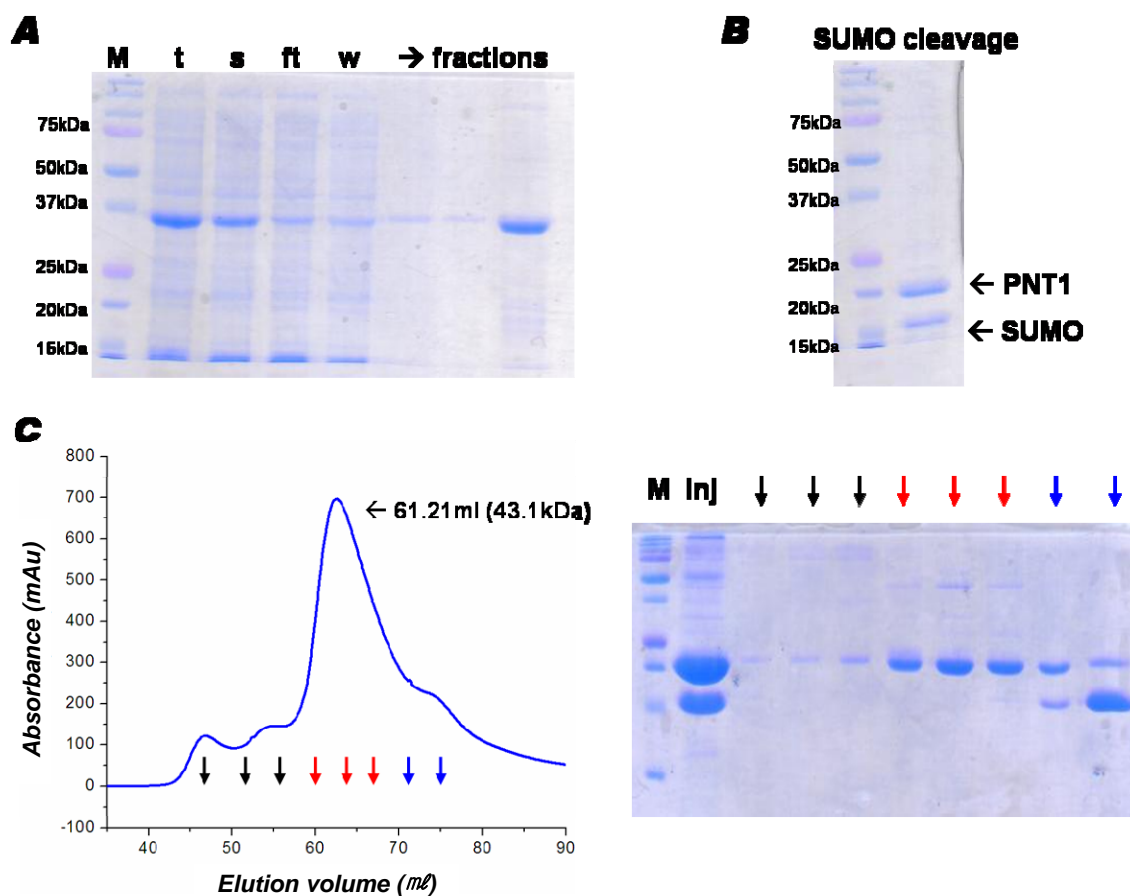 A
M t s ft w → fractions
75kDa
50kDa
37kDa
25kDa
20kDa
15kDa
B
SUMO cleavage
75kDa
50kDa
37kDa
25kDa
20kDa
15kDa
← PNT1
← SUMO
C
800
700
600
500
400
300
200
100
0
-100
40 50 60 70 80 90
Absorbance (mAu)
Elution volume (㎖)
← 61.21ml (43.1kDa)
M Inj